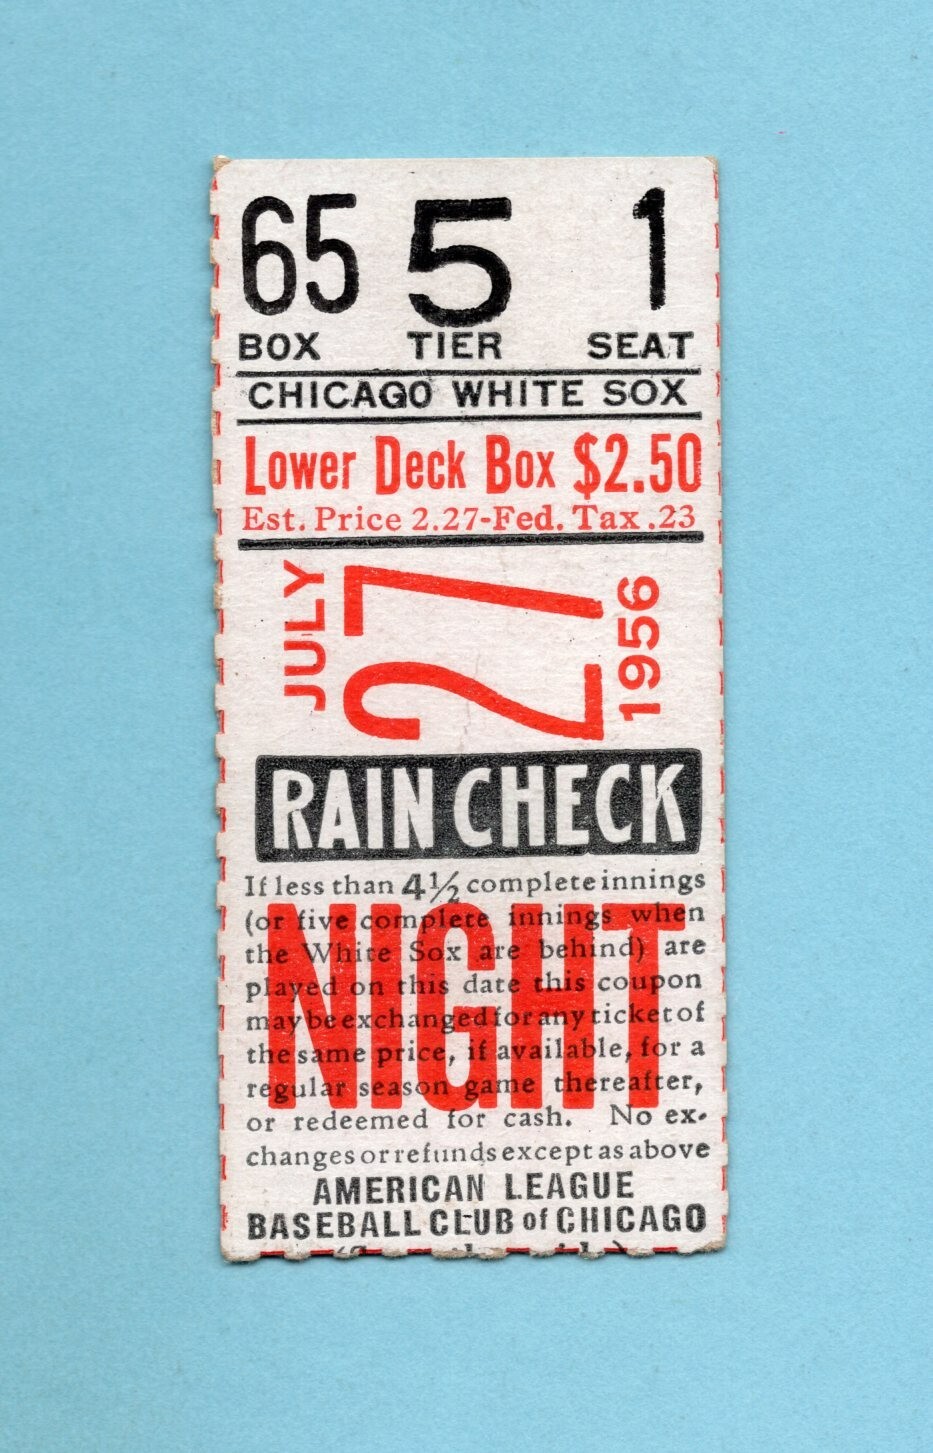 65 5 1
BOX TIER SEAT
CHICAGO WHITE SOX
Lower Deck Box $2.50
Est. Price 2.27-Fed. Tax .23
JULY 27 1956
RAIN CHECK
If less than 4½ complete innings
(or five complete innings when
the White Sox are behind) are
played on this date this coupon
may be exchanged for any ticket of
the same price, if available, for a
regular season game thereafter,
or redeemed for cash. No ex-
changes or refunds except as above
NIGHT
AMERICAN LEAGUE
BASEBALL CLUB of CHICAGO